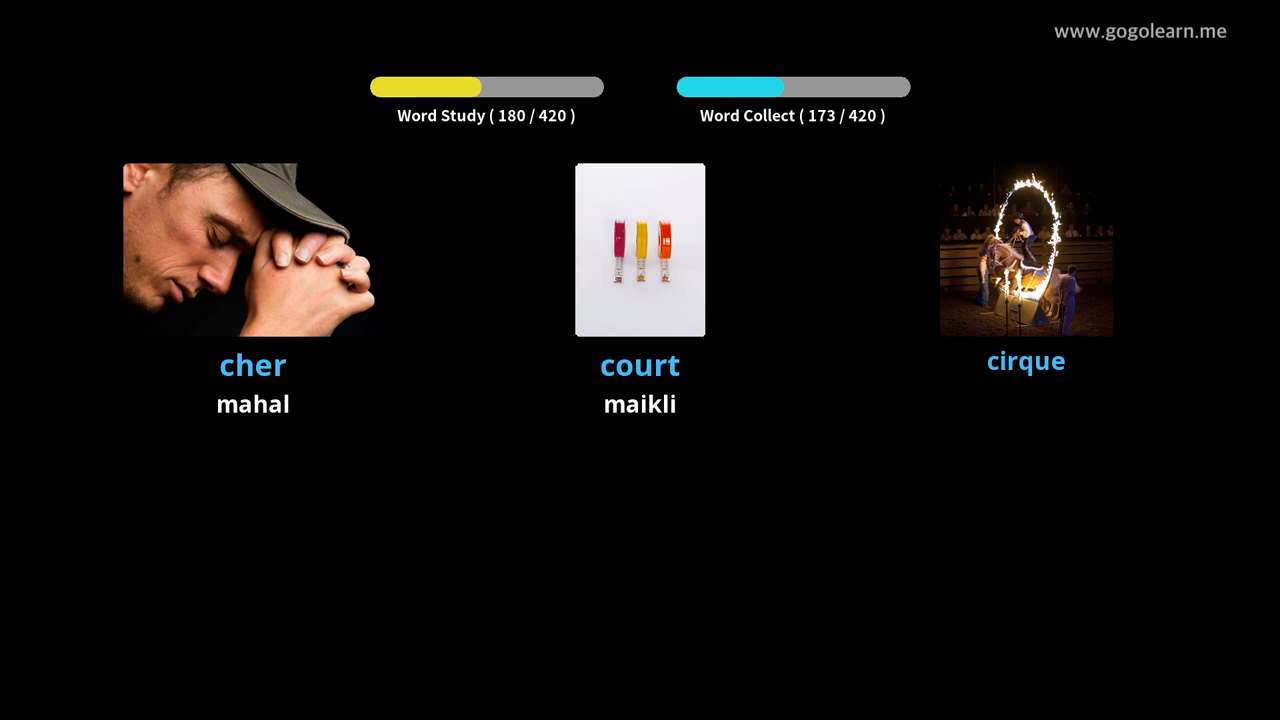 www.gogolearn.me
Word Study ( 180 / 420 )
Word Collect ( 173 / 420 )
cher
mahal
court
maikli
cirque